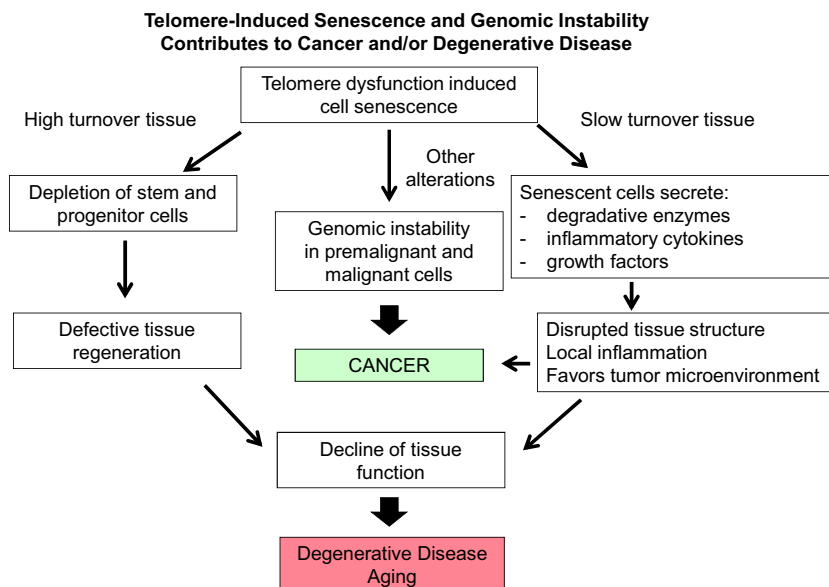 Telomere-Induced Senescence and Genomic Instability
Contributes to Cancer and/or Degenerative Disease
Telomere dysfunction induced
cell senescence
High turnover tissue
Slow turnover tissue
Other
alterations
Depletion of stem and
progenitor cells
Genomic instability
in premalignant and
malignant cells
Senescent cells secrete:
- degradative enzymes
- inflammatory cytokines
- growth factors
Defective tissue
regeneration
CANCER
Disrupted tissue structure
Local inflammation
Favors tumor microenvironment
Decline of tissue
function
Degenerative Disease
Aging